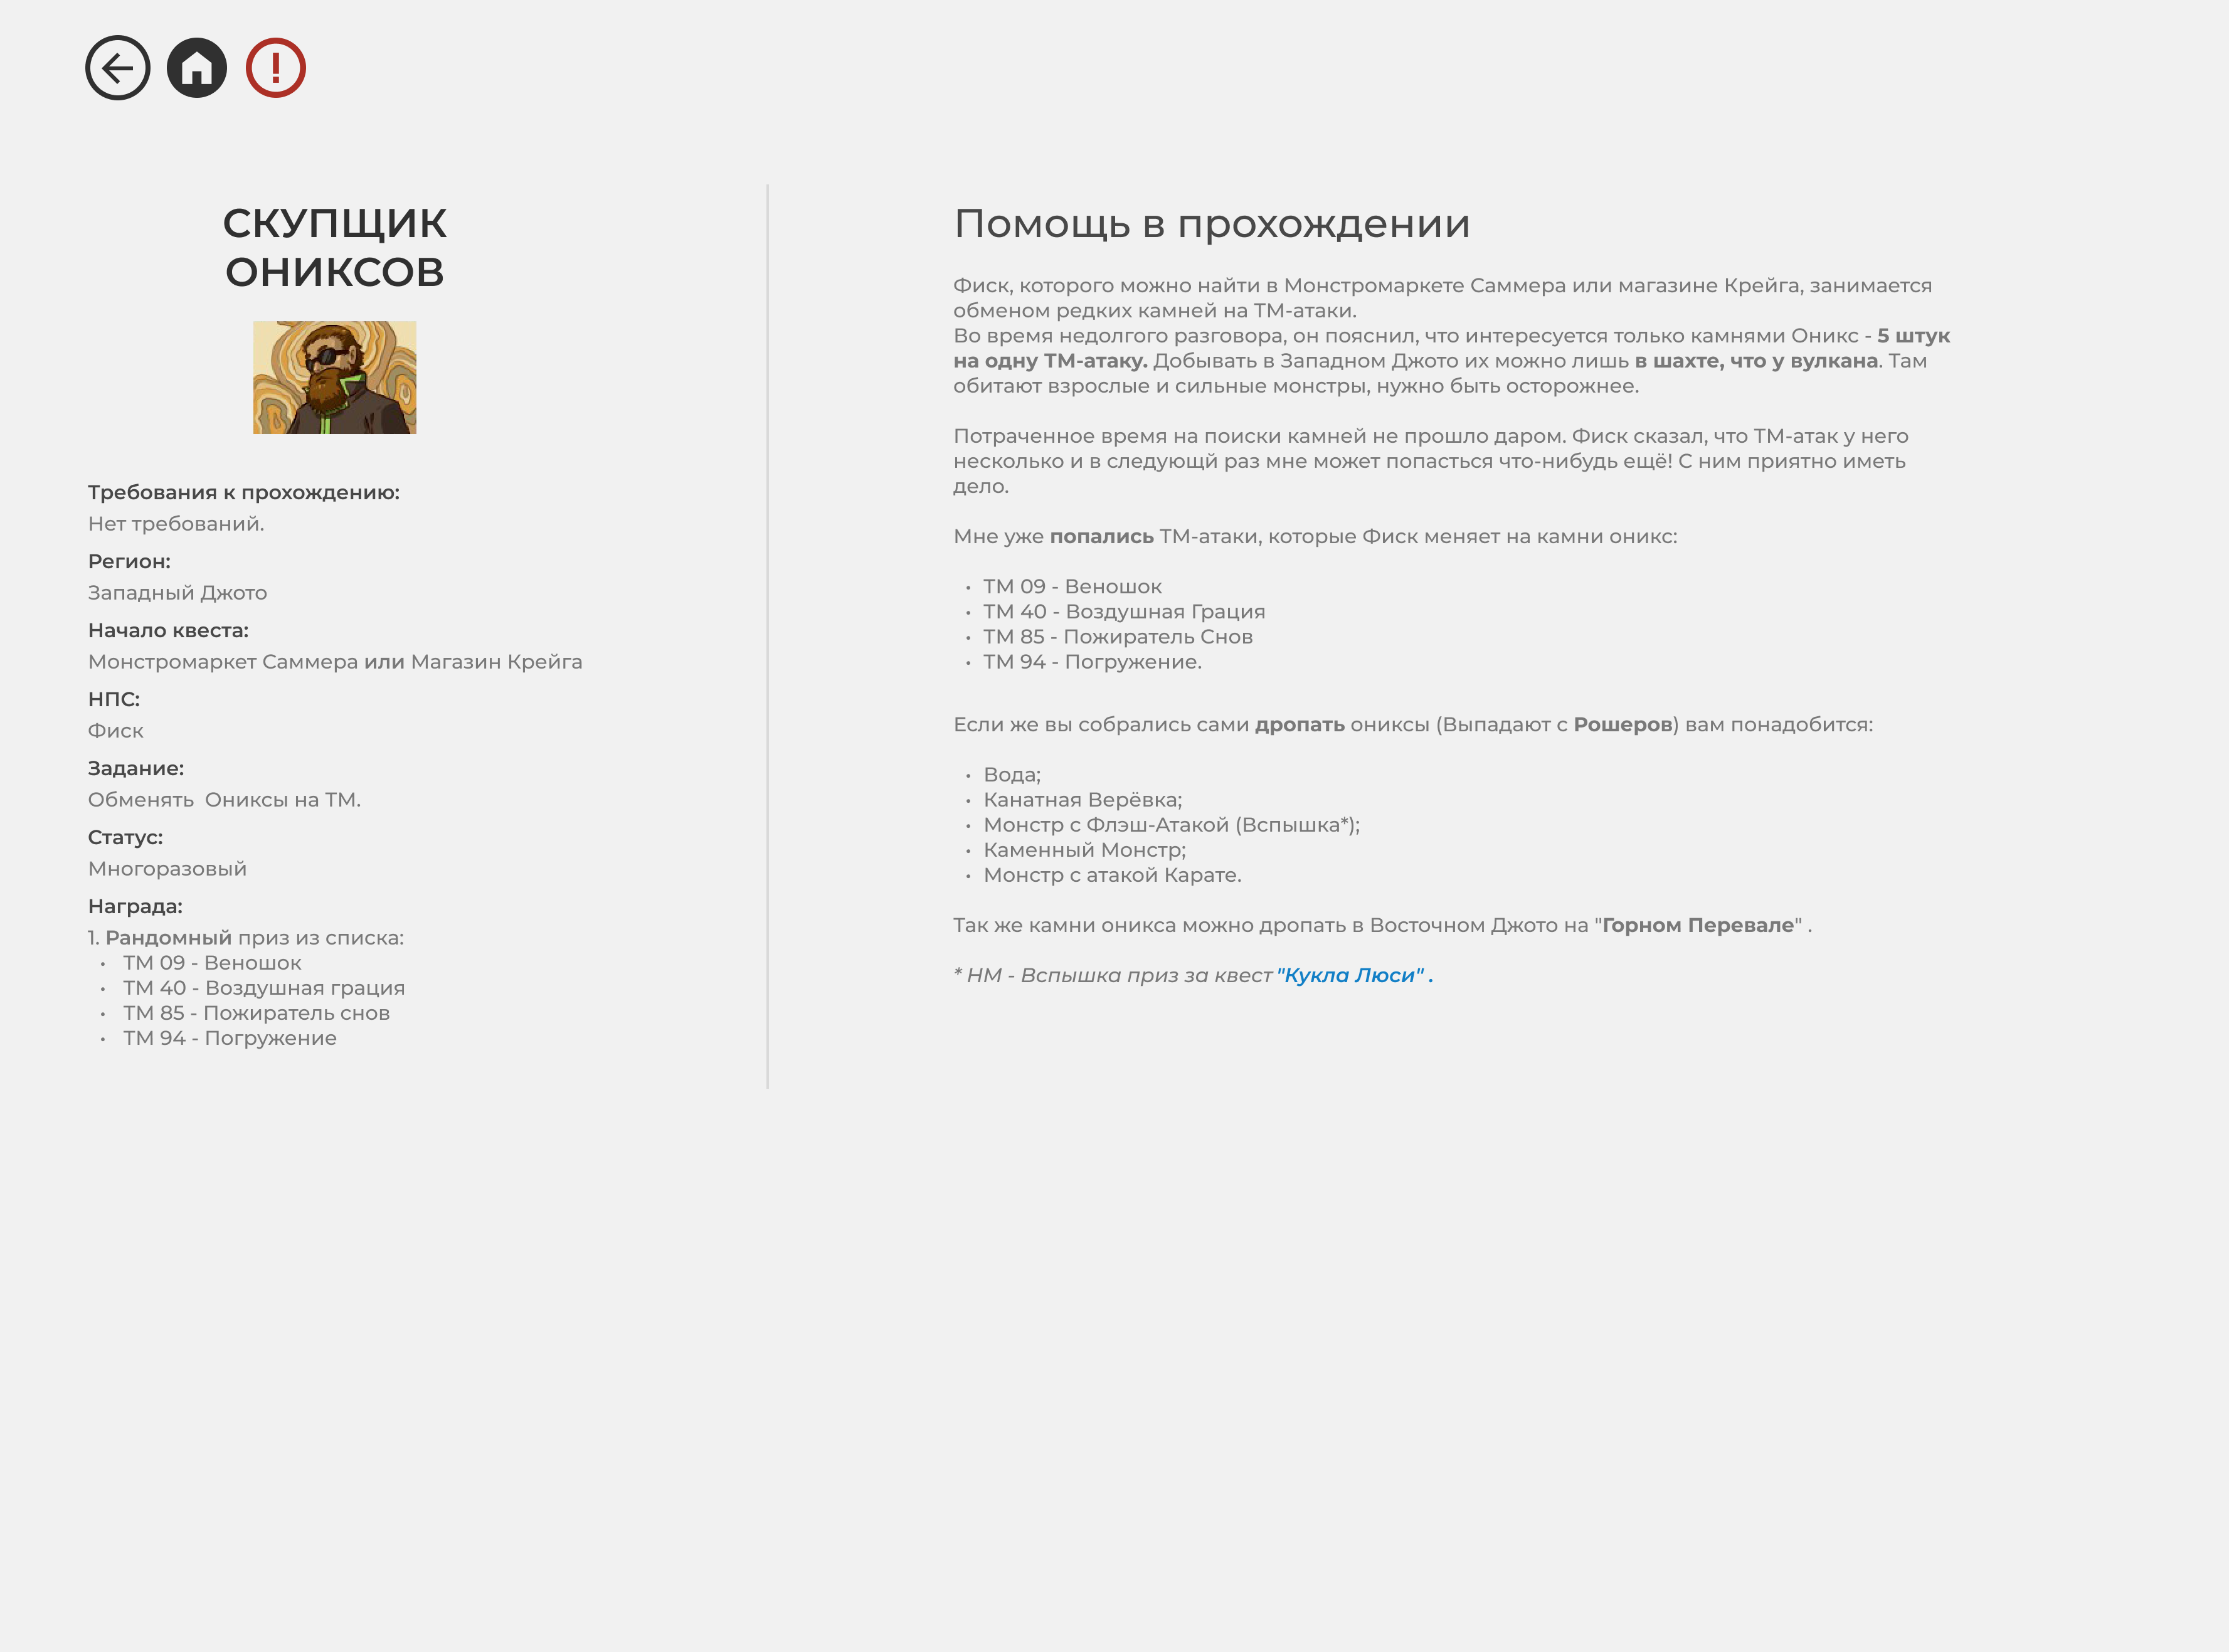 СКУПЩИК
ОНИКСОВ
Требования к прохождению:
Нет требований.
Регион:
Западный Джото
Начало квеста:
Монстромаркет Саммера или Магазин Крейга
НПС:
Фиск
Задание:
Обменять  Ониксы на ТМ.
Статус:
Многоразовый
Награда:
1. Рандомный приз из списка:
• ТМ 09 - Веношок
• ТМ 40 - Воздушная грация
• ТМ 85 - Пожиратель снов
• ТМ 94 - Погружение
Помощь в прохождении
Фиск, которого можно найти в Монстромаркете Саммера или магазине Крейга, занимается
обменом редких камней на ТМ-атаки.
Во время недолгого разговора, он пояснил, что интересуется только камнями Оникс - 5 штук
на одну ТМ-атаку. Добывать в Западном Джото их можно лишь в шахте, что у вулкана. Там
обитают взрослые и сильные монстры, нужно быть осторожнее.
Потраченное время на поиски камней не прошло даром. Фиск сказал, что ТМ-атак у него
несколько и в следующй раз мне может попасться что-нибудь ещё! С ним приятно иметь
дело.
Мне уже попались ТМ-атаки, которые Фиск меняет на камни оникс:
• ТМ 09 - Веношок
• ТМ 40 - Воздушная Грация
• ТМ 85 - Пожиратель Снов
• ТМ 94 - Погружение.
Если же вы собрались сами дропать ониксы (Выпадают с Рошеров) вам понадобится:
• Вода;
• Канатная Верёвка;
• Монстр с Флэш-Атакой (Вспышка*);
• Каменный Монстр;
• Монстр с атакой Карате.
Так же камни оникса можно дропать в Восточном Джото на "Горном Перевале" .
* НМ - Вспышка приз за квест "Кукла Люси" .